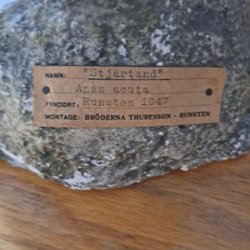 NAMN: "Stjärtand"
Anas acuta
FYNDORT: Runsten 1947
MONTAGE: BRÖDERNA THURESSON - RUNSTEN